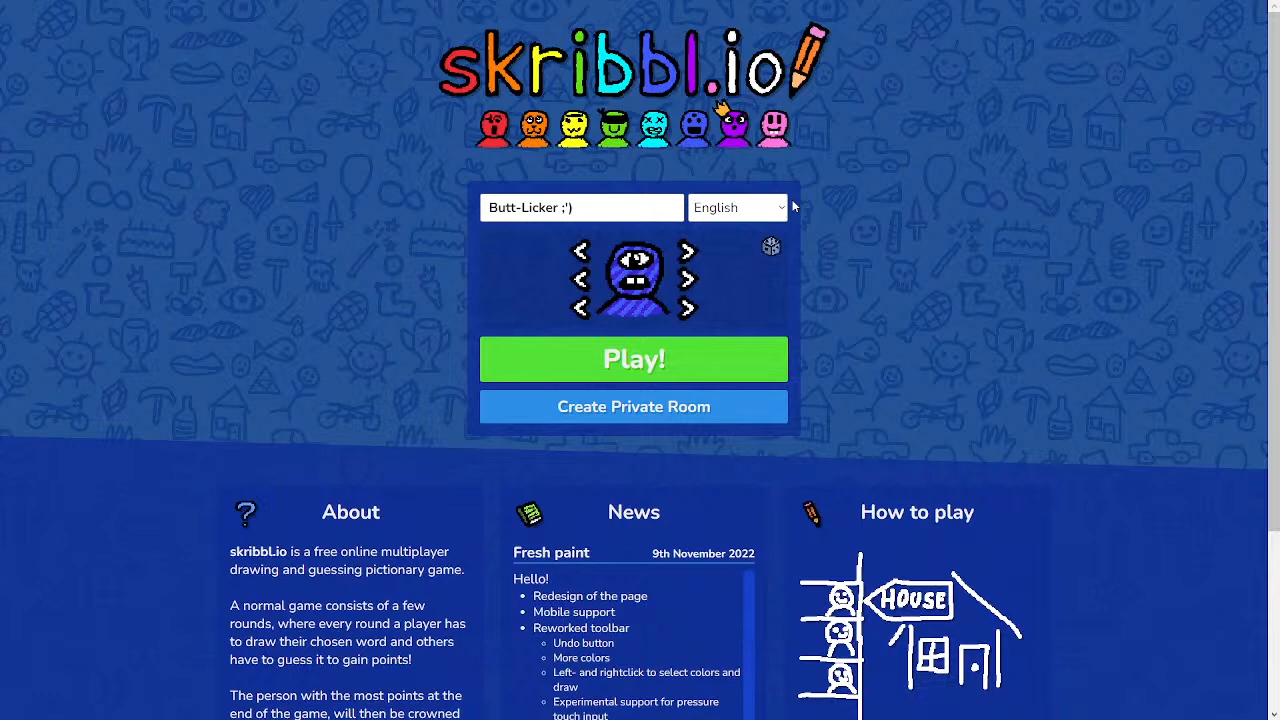 skribbl.io
Butt-Licker ;')
English
Play!
Create Private Room
About
skribbl.io is a free online multiplayer
drawing and guessing pictionary game.
A normal game consists of a few
rounds, where every round a player has
to draw their chosen word and others
have to guess it to gain points!
The person with the most points at the
end of the game, will then be crowned
News
Fresh paint
9th November 2022
Hello!
Redesign of the page
Mobile support
Reworked toolbar
Undo button
More colors
Left- and rightclick to select colors and
draw
Experimental support for pressure
touch input
How to play
HOUSE